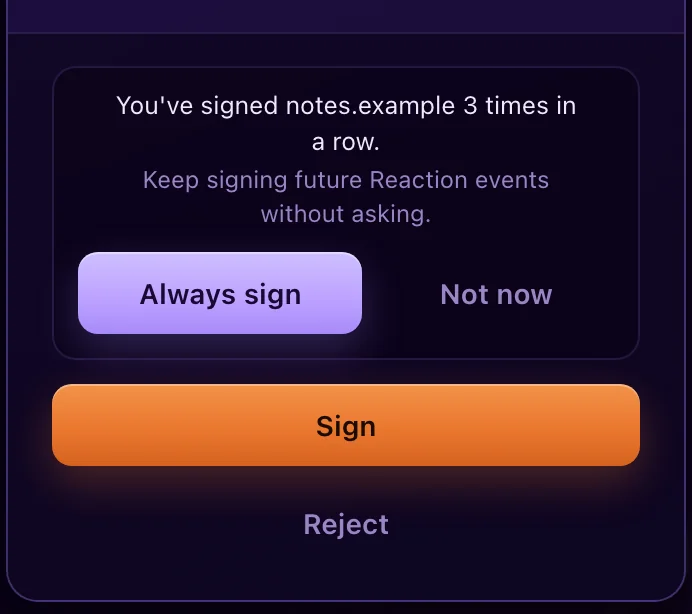 You've signed notes.example 3 times in
a row.
Keep signing future Reaction events
without asking.
Always sign
Not now
Sign
Reject